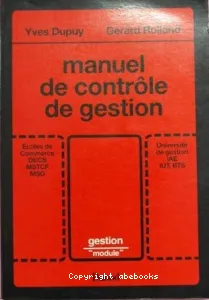 Yves Dupuy Gérard Rolland
manuel
de contrôle
de gestion
Ecoles de
Commerce
DECS
MSTCF
MSG
Université
de gestion
IAE
IUT BTS
gestion
"module"
Copyright abebooks